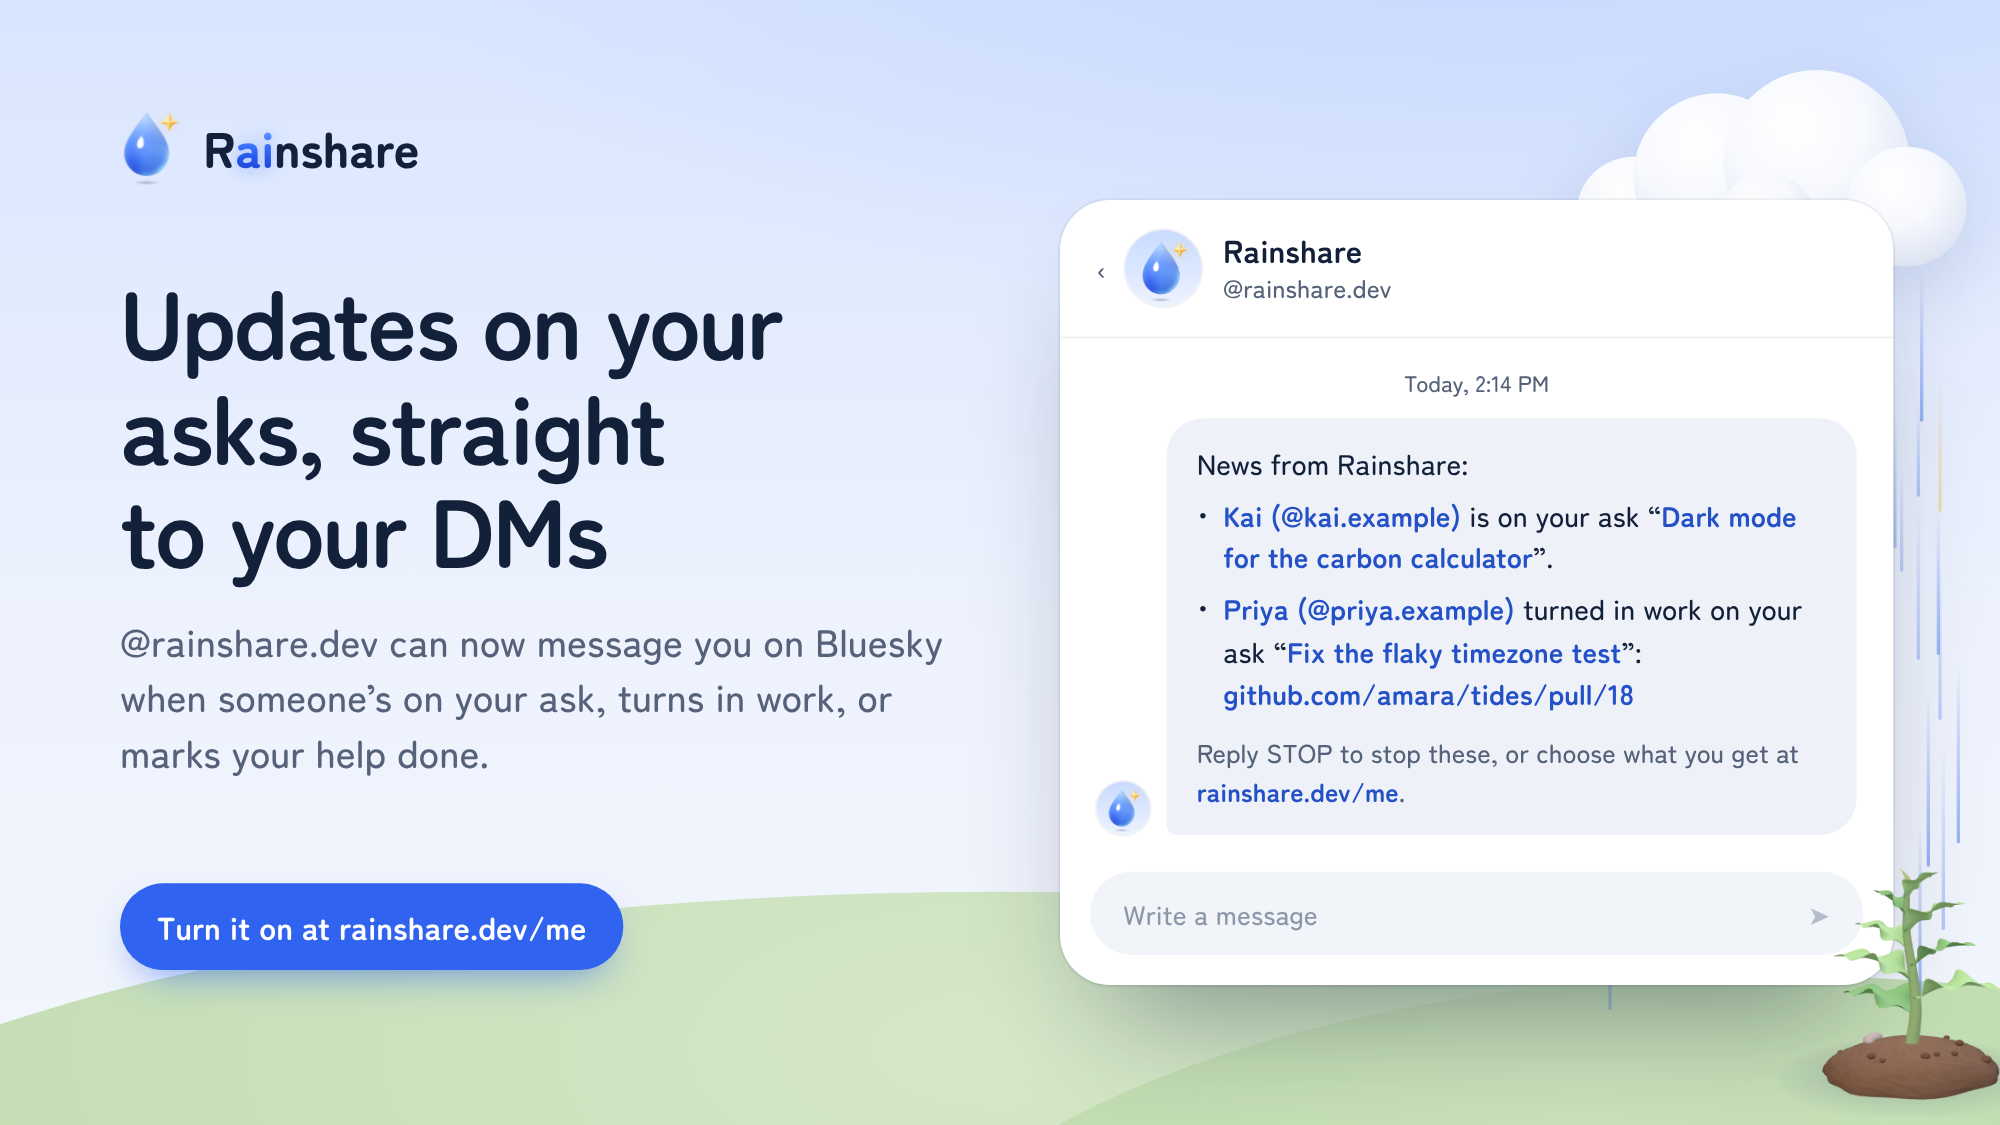 Rainshare
Updates on your
asks, straight
to your DMs
@rainshare.dev can now message you on Bluesky
when someone’s on your ask, turns in work, or
marks your help done.
Turn it on at rainshare.dev/me
Rainshare
@rainshare.dev
Today, 2:14 PM
News from Rainshare:
• Kai (@kai.example) is on your ask “Dark mode
for the carbon calculator”.
• Priya (@priya.example) turned in work on your
ask “Fix the flaky timezone test”:
github.com/amara/tides/pull/18
Reply STOP to stop these, or choose what you get at
rainshare.dev/me.
Write a message